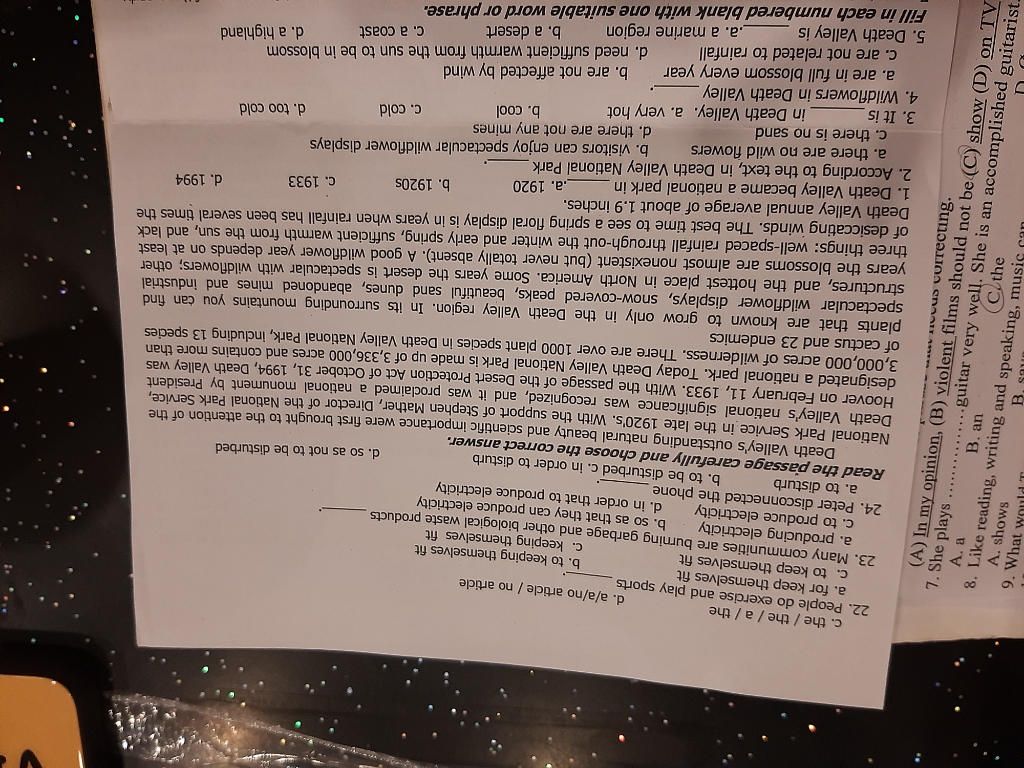 c. the / the / a / the
d. a/a/no article / no article
22. People do exercise and play sports ________.
a. for keep themselves fit
b. to keeping themselves fit
c. to keep themselves fit
c. keeping themselves fit
23. Many communities are burning garbage and other biological waste products ________.
a. producing electricity
b. so as that they can produce electricity
c. to produce electricity
d. in order that to produce electricity
24. Peter disconnected the phone ________.
a. to disturb
b. to be disturbed c. in order to disturb
d. so as not to be disturbed
Read the passage carefully and choose the correct answer.
Death Valley's outstanding natural beauty and scientific importance were first brought to the attention of the
National Park Service in the late 1920's. With the support of Stephen Mather, Director of the National Park Service,
Death Valley's national significance was recognized, and it was proclaimed a national monument by President
Hoover on February 11, 1933. With the passage of the Desert Protection Act of October 31, 1994, Death Valley was
designated a national park. Today Death Valley National Park is made up of 3,336,000 acres and contains more than
3,000,000 acres of wilderness. There are over 1000 plant species in Death Valley National Park, including 13 species
of cactus and 23 endemics
plants that are known to grow only in the Death Valley region. In its surrounding mountains you can find
spectacular wildflower displays, snow-covered peaks, beautiful sand dunes, abandoned mines and industrial
structures, and the hottest place in North America. Some years the desert is spectacular with wildflowers; other
years the blossoms are almost nonexistent (but never totally absent). A good wildflower year depends on at least
three things: well-spaced rainfall through-out the winter and early spring, sufficient warmth from the sun, and lack
of desiccating winds. The best time to see a spring floral display is in years when rainfall has been several times the
Death Valley annual average of about 1.9 inches.
1. Death Valley became a national park in ______.a. 1920 b. 1920s c. 1933 d. 1994
2. According to the text, in Death Valley National Park ______.
a. there are no wild flowers b. visitors can enjoy spectacular wildflower displays
c. there is no sand d. there are not any mines
3. It is ________ in Death Valley. a. very hot b. cool c. cold d. too cold
4. Wildflowers in Death Valley ________.
a. are in full blossom every year b. are not affected by wind
c. are not related to rainfall d. need sufficient warmth from the sun to be in blossom
5. Death Valley is ______.a. a marine region b. a desert c. a coast d. a highland
Fill in each numbered blank with one suitable word or phrase.
(A) In my opinion, (B) violent films should not be (C) show (D) on TV
7. She plays ...............guitar very well. She is an accomplished guitarist.
A. a B. an C. the D.
8. Like reading, writing and speaking, music can
A. shows B. save
9. What would